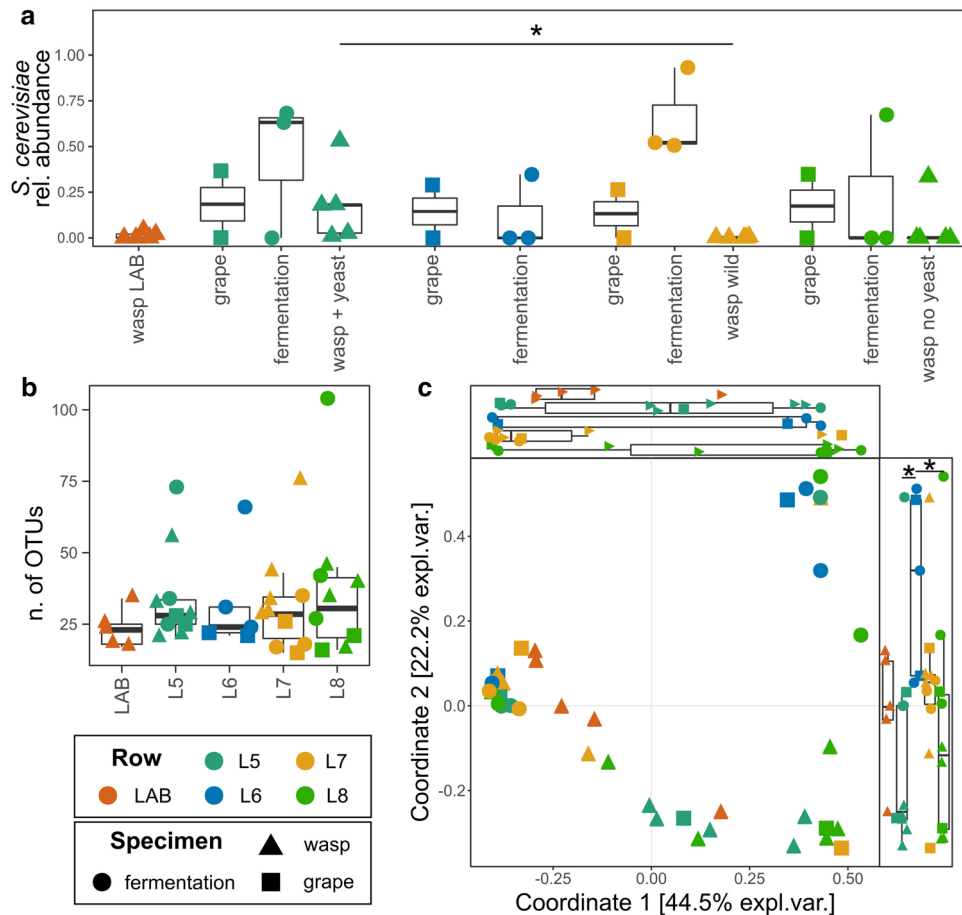 a
*
S. cerevisiae
rel. abundance
1.00
0.75
0.50
0.25
0.00
wasp LAB
grape
fermentation
wasp + yeast
grape
fermentation
grape
fermentation
wasp wild
grape
fermentation
wasp no yeast
b
n. of OTUs
100
75
50
25
LAB
L5
L6
L7
L8
Row
LAB
L5
L6
L7
L8
Specimen
wasp
fermentation
grape
c
* *
Coordinate 2 [22.2% expl.var.]
0.4
0.2
0.0
-0.2
-0.25
0.00
0.25
0.50
Coordinate 1 [44.5% expl.var.]